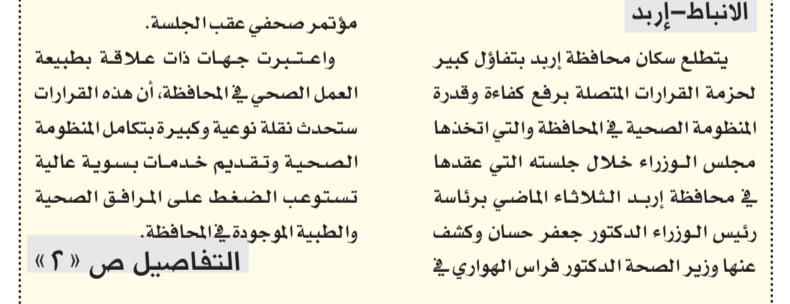 الانباط–إربد
يتطلع سكان محافظة إربد بتفاؤل كبير
لحزمة القرارات المتصلة برفع كفاءة وقدرة
المنظومة الصحية في المحافظة والتي اتخذها
مجلس الوزراء خلال جلسته التي عقدها
في محافظة إربد الثلاثاء الماضي برئاسة
رئيس الوزراء الدكتور جعفر حسان وكشف
عنها وزير الصحة الدكتور فراس الهواري في
مؤتمر صحفي عقب الجلسة.
واعتبرت جهات ذات علاقة بطبيعة
العمل الصحي في المحافظة، أن هذه القرارات
ستحدث نقلة نوعية وكبيرة بتكامل المنظومة
الصحية وتقديم خدمات بسوية عالية
تستوعب الضغط على المرافق الصحية
والطبية الموجودة في المحافظة.
التفاصيل ص «٢»